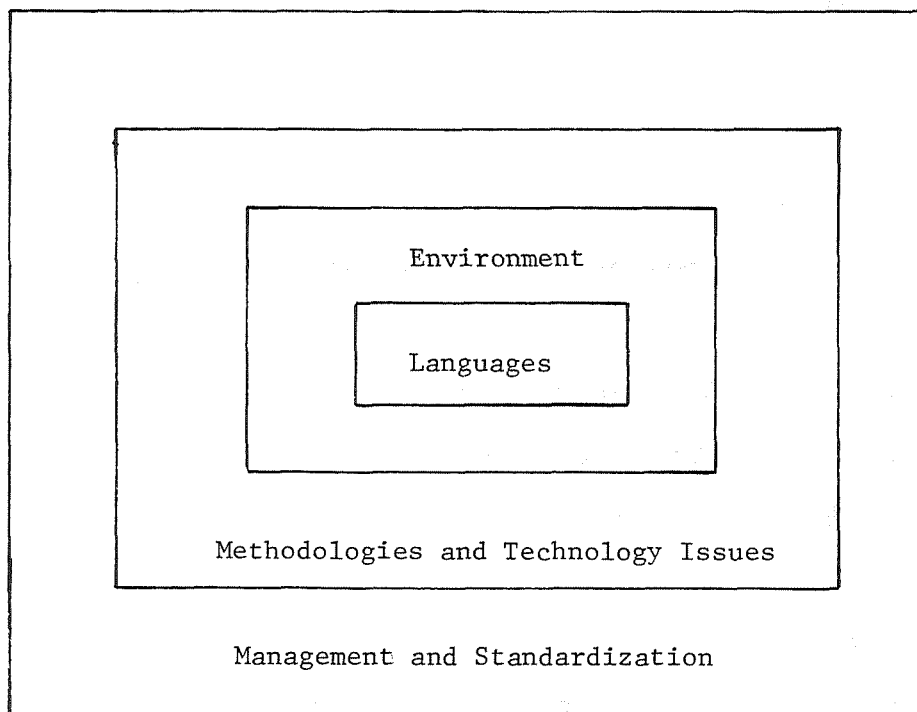 Environment
Languages
Methodologies and Technology Issues
Management and Standardization